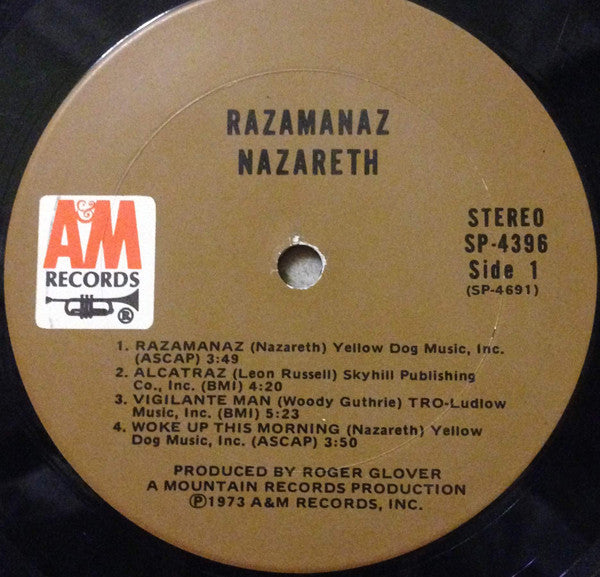 RAZAMANAZ
NAZARETH
A&M
RECORDS
®
STEREO
SP-4396
Side 1
(SP-4691)
1. RAZAMANAZ (Nazareth) Yellow Dog Music, Inc.
(ASCAP) 3:49
2. ALCATRAZ (Leon Russell) Skyhill Publishing
Co., Inc. (BMI) 4:20
3. VIGILANTE MAN (Woody Guthrie) TRO-Ludlow
Music, Inc. (BMI) 5:23
4. WOKE UP THIS MORNING (Nazareth) Yellow
Dog Music, Inc. (ASCAP) 3:50
PRODUCED BY ROGER GLOVER
A MOUNTAIN RECORDS PRODUCTION
℗1973 A&M RECORDS, INC.